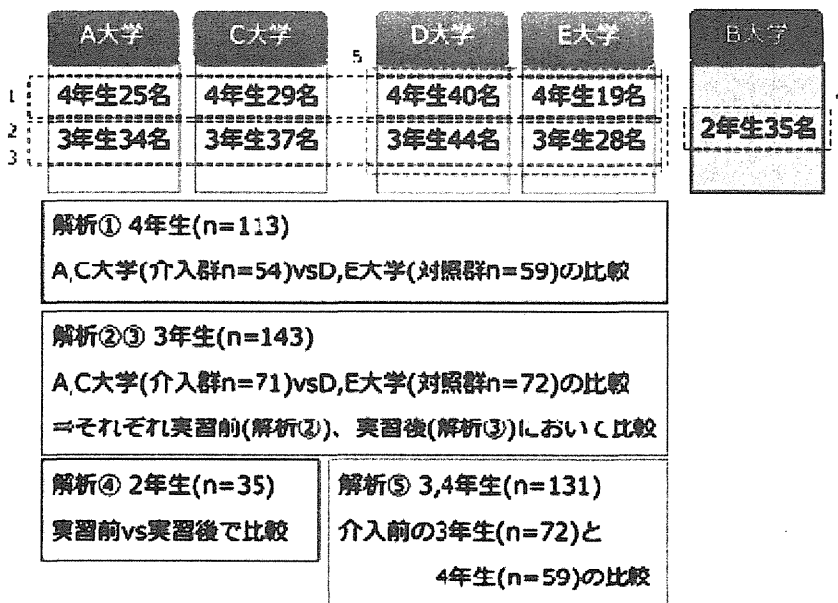 A大学 C大学 D大学 E大学 B大学
5
1 4年生25名 4年生29名 4年生40名 4年生19名
2 3年生34名 3年生37名 3年生44名 3年生28名 2年生35名
3
解析① 4年生(n=113)
A,C大学(介入群n=54)vsD,E大学(対照群n=59)の比較
解析②③ 3年生(n=143)
A,C大学(介入群n=71)vsD,E大学(対照群n=72)の比較
⇒それぞれ実習前(解析②)、実習後(解析③)において比較
解析④ 2年生(n=35)
実習前vs実習後で比較
解析⑤ 3,4年生(n=131)
介入前の3年生(n=72)と
4年生(n=59)の比較